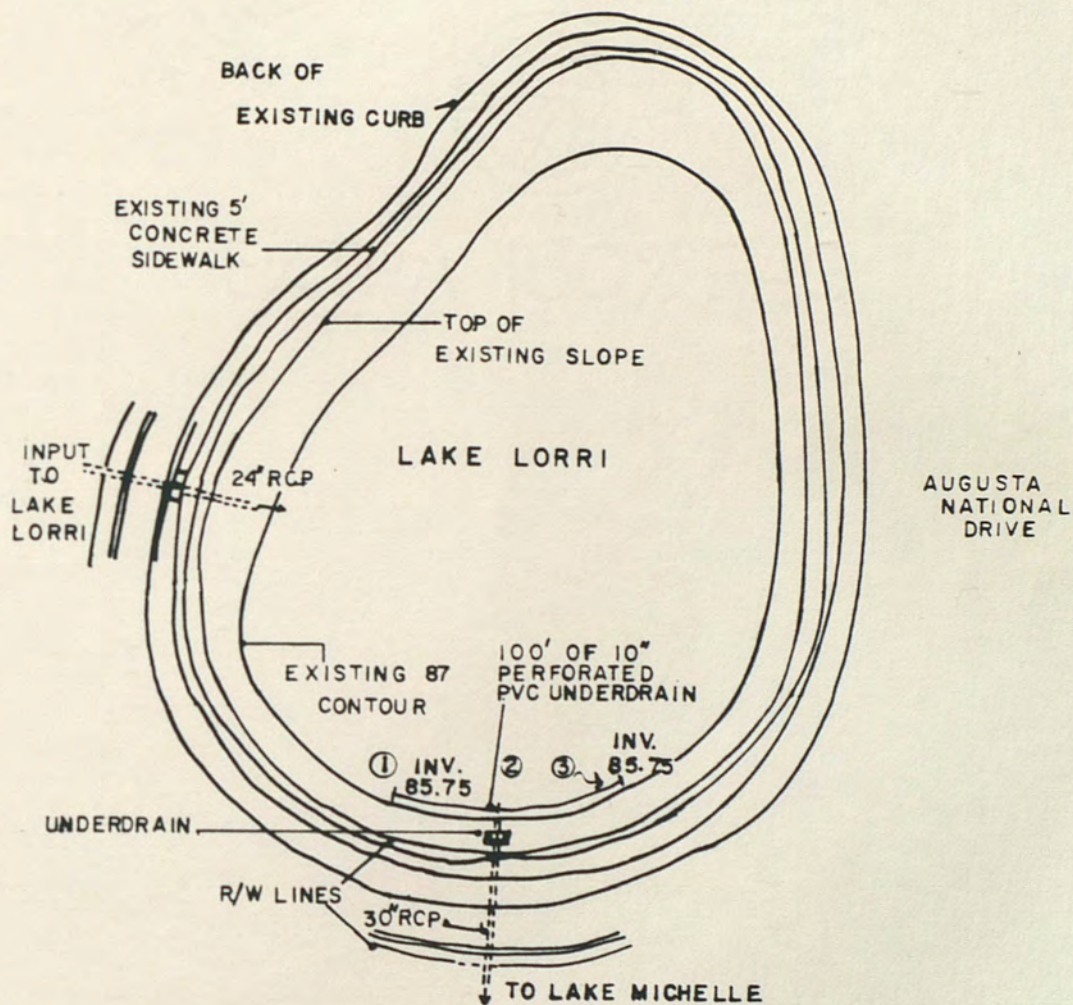 BACK OF
EXISTING CURB
EXISTING 5'
CONCRETE
SIDEWALK
TOP OF
EXISTING SLOPE
LAKE LORRI
INPUT
TO
LAKE
LORRI
24" RCP
AUGUSTA
NATIONAL
DRIVE
EXISTING 87
CONTOUR
100' OF 10"
PERFORATED
PVC UNDERDRAIN
① INV.
85.75
②
③ INV.
85.75
UNDERDRAIN
R/W LINES
30" RCP
TO LAKE MICHELLE